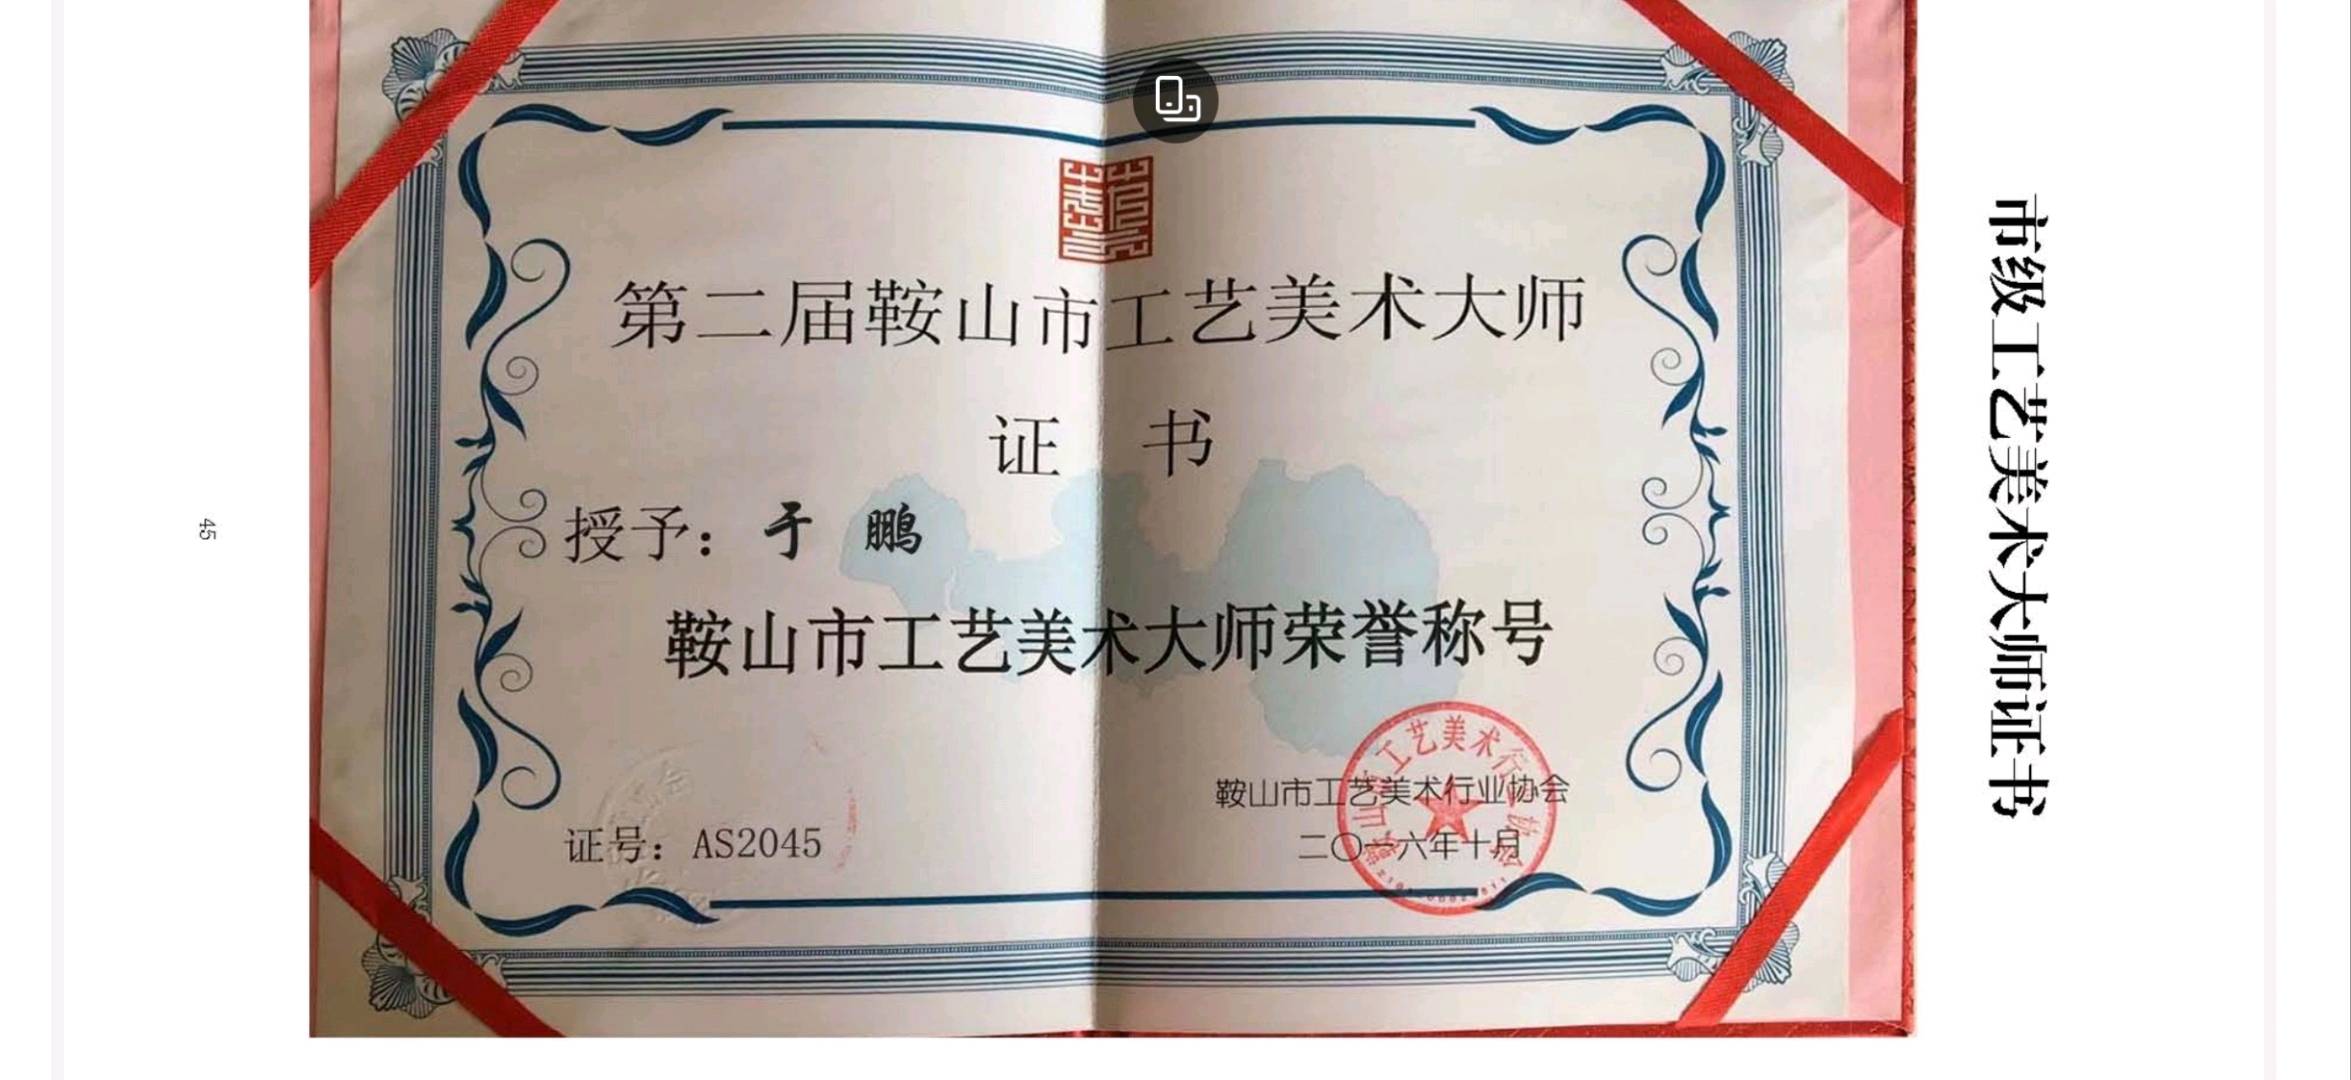 第二届鞍山市工艺美术大师
证 书
授予：于 鹏
鞍山市工艺美术大师荣誉称号
鞍山市工艺美术行业协会
二〇一六年十月
证号：AS2045
市级工艺美术大师证书
45